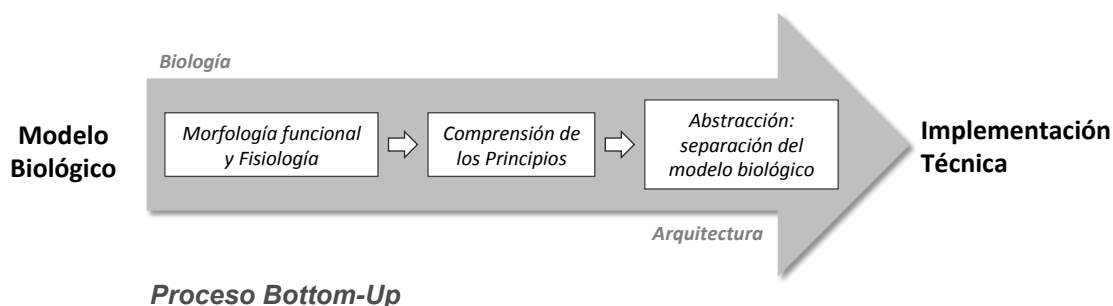 Biología
Modelo
Biológico
Morfología funcional
y Fisiología
Comprensión de
los Principios
Abstracción:
separación del
modelo biológico
Implementación
Técnica
Arquitectura
Proceso Bottom-Up